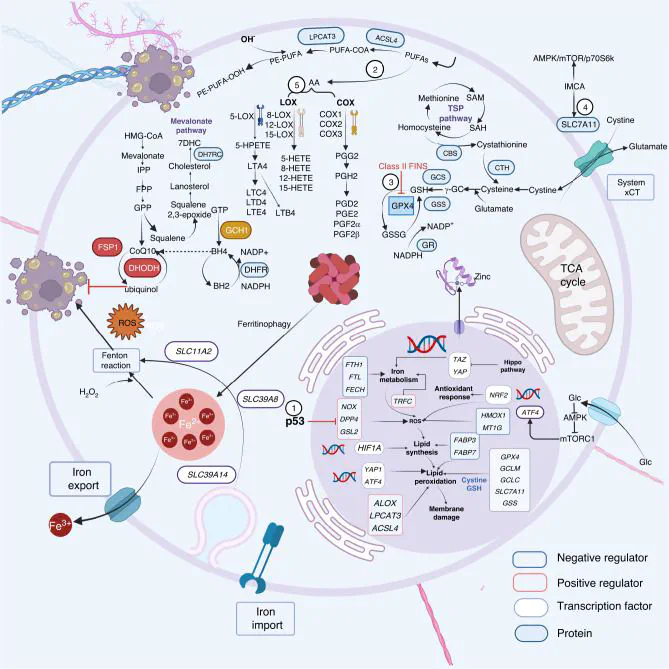 OH·
LPCAT3
ACSL4
PE-PUFA
PUFA-COA
PUFAs
PE-PUFA-OOH
2
5
AA
LOX
COX
5-LOX
8-LOX
12-LOX
15-LOX
COX1
COX2
COX3
5-HPETE
LTA4
LTC4
LTD4
LTE4
LTB4
5-HETE
8-HETE
12-HETE
15-HETE
PGG2
PGH2
PGD2
PGE2
PGF2α
PGF2β
Mevalonate
pathway
HMG-CoA
Mevalonate
IPP
FPP
GPP
Squalene
7DHC
DH7RC
Cholesterol
Lanosterol
Squalene
2,3-epoxide
GTP
GCH1
BH4
BH2
NADP+
DHFR
NADPH
FSP1
CoQ10
DHODH
ubiquinol
Methionine
SAM
TSP
pathway
Homocysteine
SAH
CBS
Cystathionine
CTH
Class II FINS
3
GPX4
GSH
GCS
γ-GC
GSS
Cysteine
Cystine
Glutamate
GSSG
NADP+
GR
NADPH
AMPK/mTOR/p70S6k
IMCA
4
SLC7A11
Cystine
Glutamate
System
xCT
TCA
cycle
Zinc
ROS
Fenton
reaction
H2O2
SLC11A2
Ferritinophagy
SLC39A8
SLC39A14
Fe2+
Fe3+
Fe3+
Fe3+
Fe3+
Fe3+
Fe3+
Iron
export
Fe3+
Iron
import
1
p53
FTH1
FTL
FECH
Iron
metabolism
TAZ
YAP
Hippo
pathway
TRFC
Antioxidant
response
NRF2
NOX
DPP4
GSL2
ROS
HMOX1
MT1G
HIF1A
Lipid
synthesis
FABP3
FABP7
YAP1
ATF4
Lipid
peroxidation
Cystine
GSH
GPX4
GCLM
GCLC
SLC7A11
GSS
ALOX
LPCAT3
ACSL4
Membrane
damage
ATF4
Glc
AMPK
mTORC1
Glc
Negative regulator
Positive regulator
Transcription factor
Protein